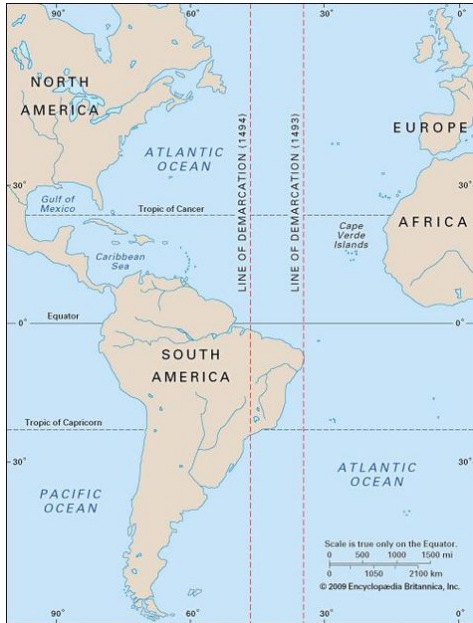 90°
60°
30°
NORTH
AMERICA
EUROPE
ATLANTIC
OCEAN
LINE OF DEMARCATION (1494)
LINE OF DEMARCATION (1493)
30°
30°
Gulf of
Mexico
Tropic of Cancer
AFRICA
Cape
Verde
Islands
Caribbean
Sea
Equator
0°
0°
SOUTH
AMERICA
Tropic of Capricorn
30°
30°
ATLANTIC
OCEAN
PACIFIC
OCEAN
Scale is true only on the Equator.
0 500 1000 1500 mi
0 1050 2100 km
© 2009 Encyclopædia Britannica, Inc.
90°
60°
30°
0°